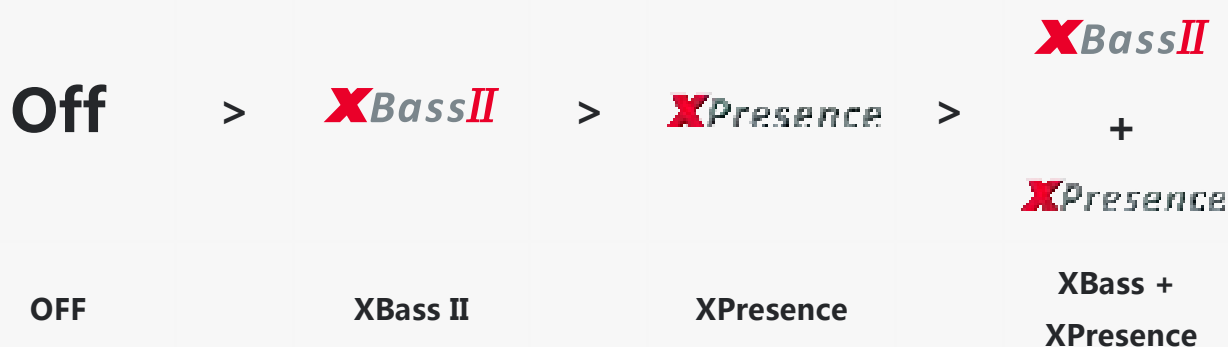 XBassII
Off > XBassII > XPresence > +
XPresence
OFF XBass II XPresence XBass +
XPresence